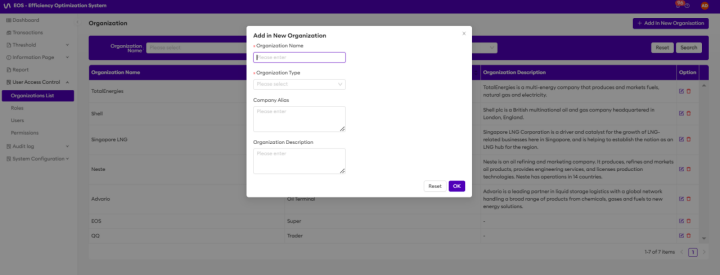 EOS - Efficiency Optimization System
Dashboard
Transactions
Threshold
Information Page
Report
User Access Control
Organizations List
Roles
Users
Permissions
Audit log
System Configuration
Organization
+ Add in New Organization
Organization Name
Please select
Reset
Search
Organization Name
Organization Description
Option
TotalEnergies
TotalEnergies is a multi-energy company that produces and markets fuels,
natural gas and electricity.
Shell
Shell plc is a British multinational oil and gas company headquartered in
London, England.
Singapore LNG
Singapore LNG Corporation is a driver and catalyst for the growth of LNG-
related businesses here in Singapore, and is helping to establish the nation as an
LNG hub for the region.
Neste
Neste is an oil refining and marketing company. It produces, refines and markets
oil products, provides engineering services, and licenses production
technologies. Neste has operations in 14 countries.
Advario
Oil Terminal
Advario is a leading partner in liquid storage logistics with a global network
handling a broad range of products from chemicals, gases and fuels to new
energy solutions.
EOS
Super
-
GG
Trader
-
1-7 of 7 items
1
Add in New Organization
* Organization Name
Please enter
* Organization Type
Please select
Company Alias
Please enter
Organization Description
Please enter
Reset
OK